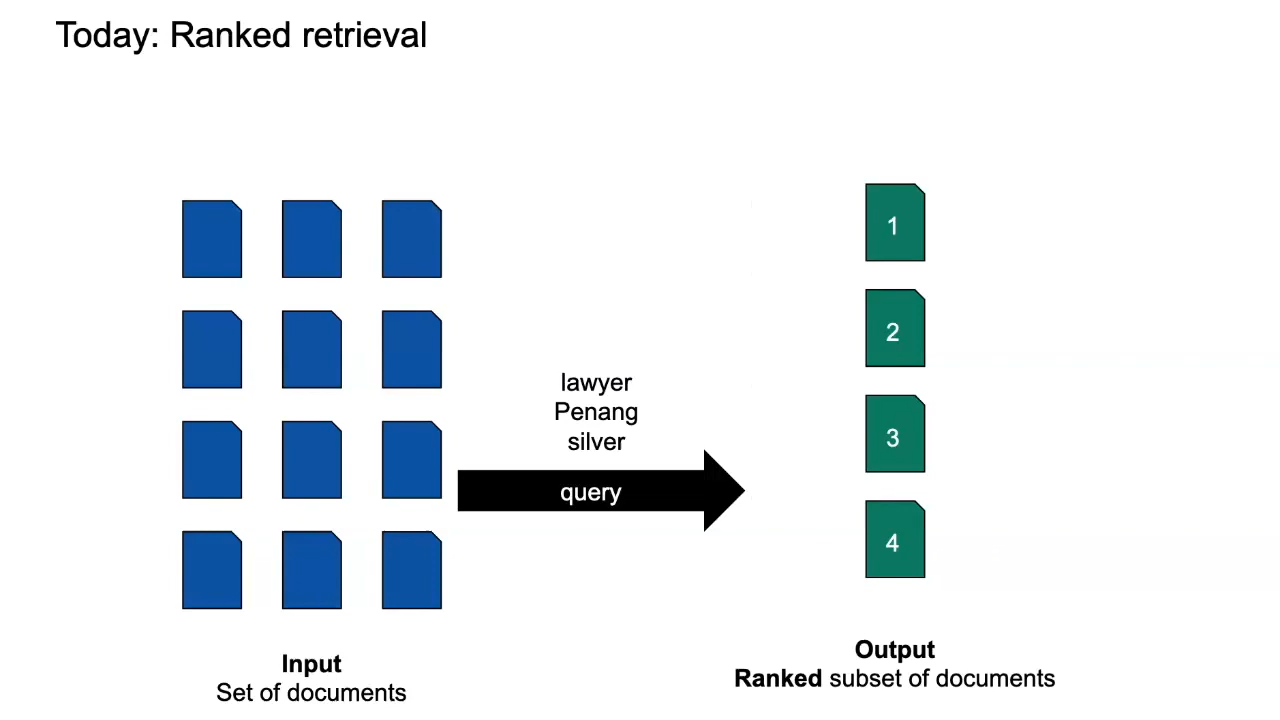 Today: Ranked retrieval
lawyer
Penang
silver
query
1
2
3
4
Input
Set of documents
Output
Ranked subset of documents